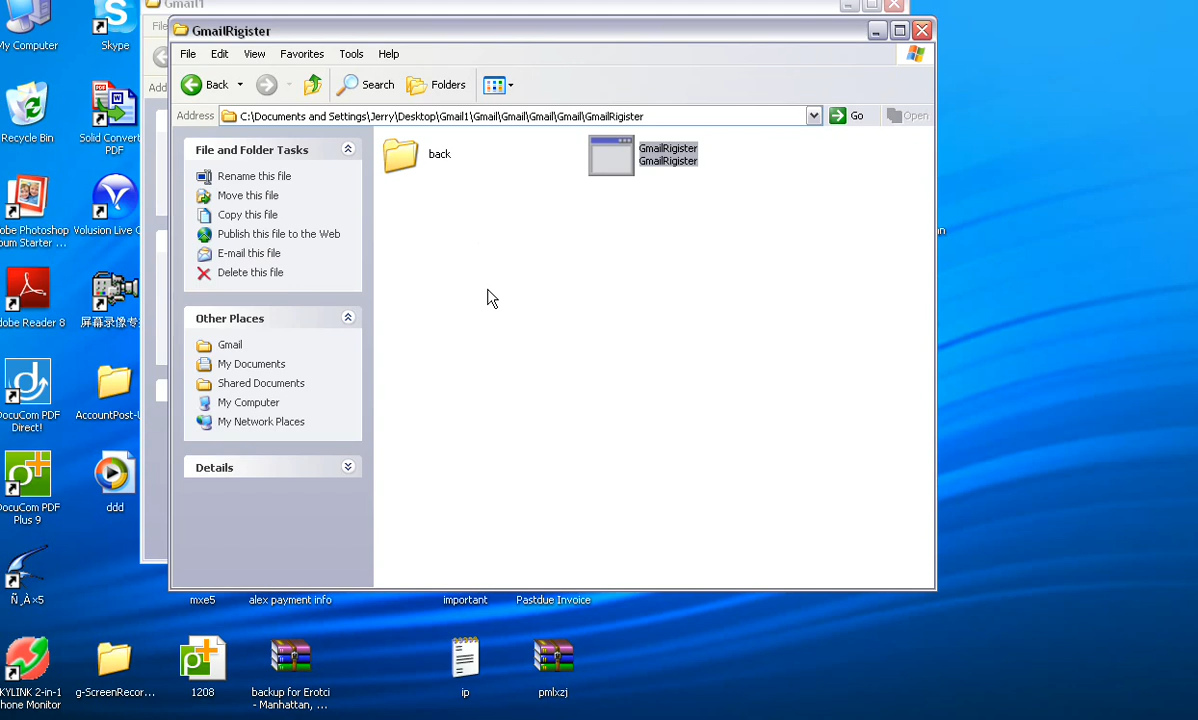 Gmail1
File
Add
GmailRigister
File Edit View Favorites Tools Help
Back Search Folders
Address C:\Documents and Settings\Jerry\Desktop\Gmail1\Gmail\Gmail\Gmail\Gmail\GmailRigister Go Open
File and Folder Tasks
Rename this file
Move this file
Copy this file
Publish this file to the Web
E-mail this file
Delete this file
Other Places
Gmail
My Documents
Shared Documents
My Computer
My Network Places
Details
back
GmailRigister
GmailRigister
My Computer
Skype
Recycle Bin
Solid Convert
PDF
dobe Photoshop
bum Starter ...
Volusion Live C
dobe Reader 8
屏幕录像专
DocuCom PDF
Direct!
AccountPost-U
DocuCom PDF
Plus 9
ddd
Ñ¸À×5
mxe5
alex payment info
important
Pastdue Invoice
KYLINK 2-in-1
hone Monitor
g-ScreenRecor...
1208
backup for Erotci
- Manhattan, ...
ip
pmlxzj